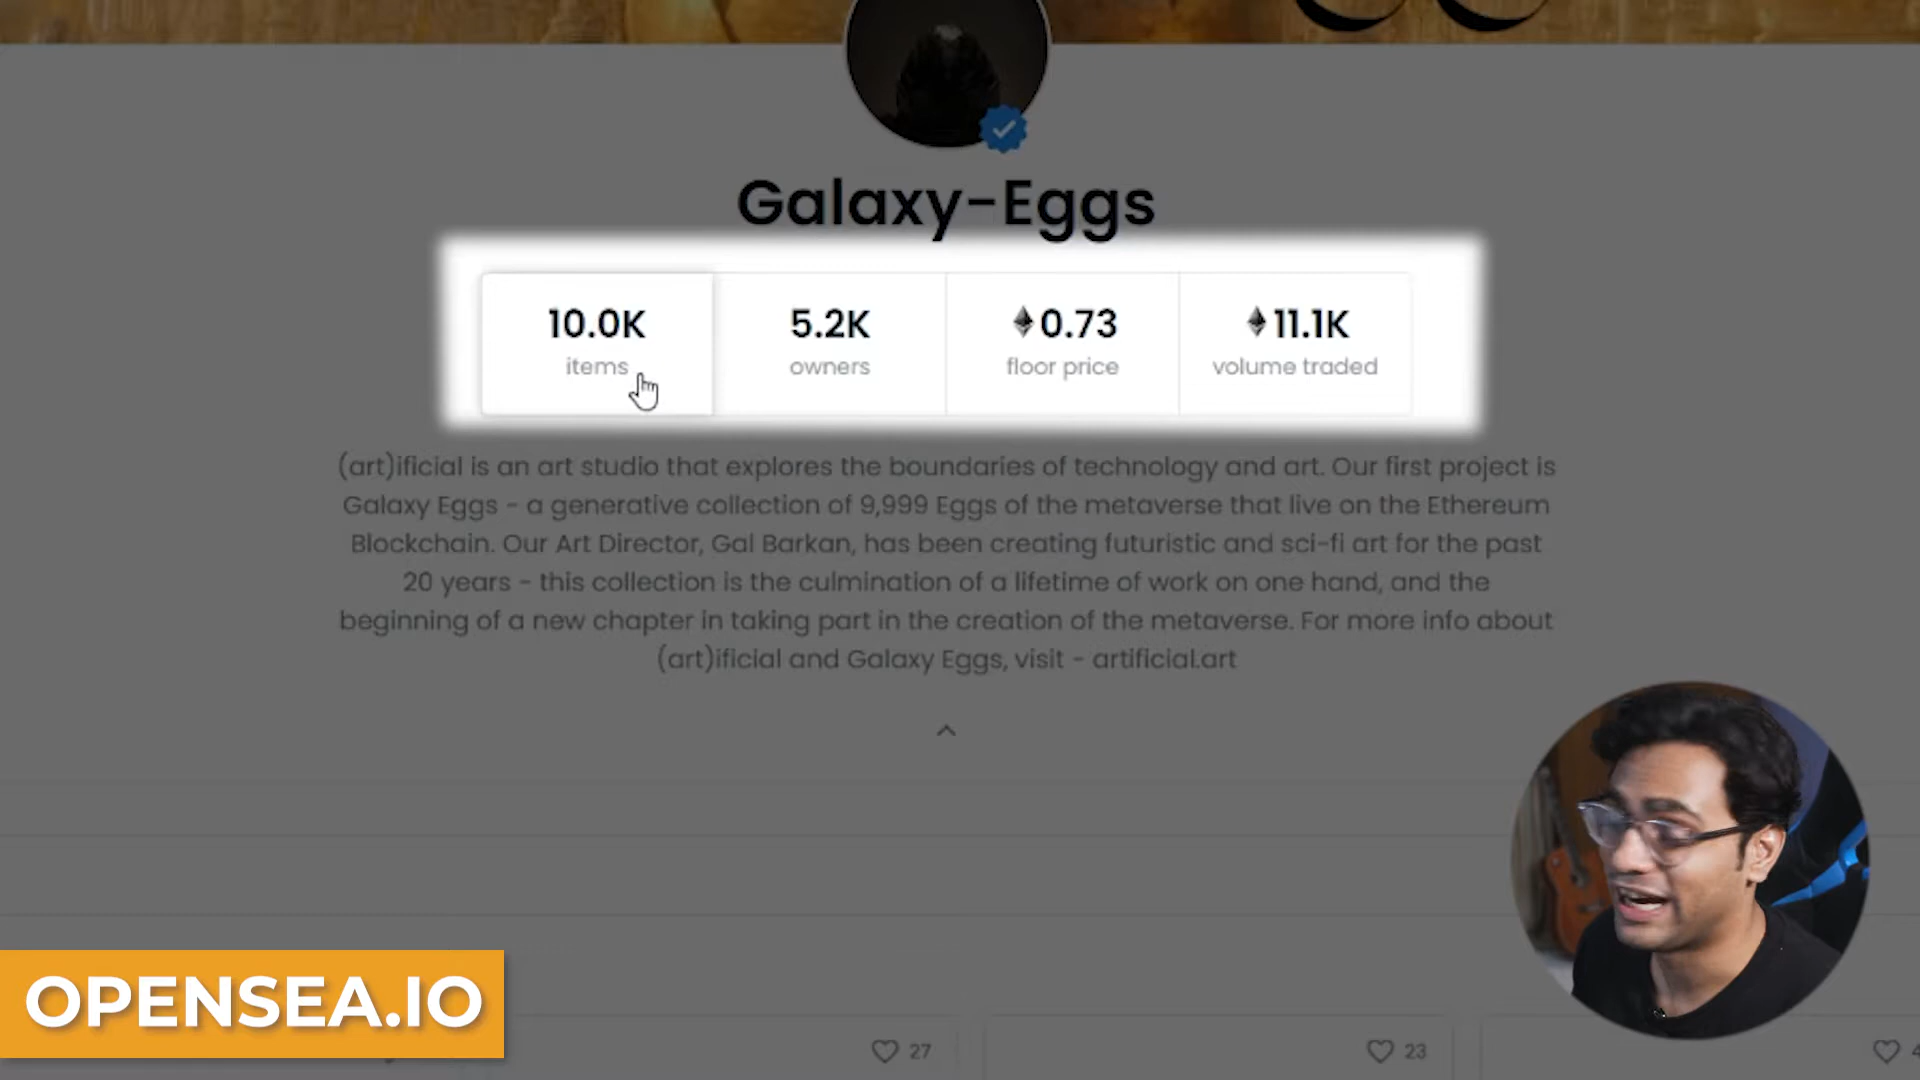 Galaxy-Eggs
10.0K
items
5.2K
owners
0.73
floor price
11.1K
volume traded
(art)ificial is an art studio that explores the boundaries of technology and art. Our first project is
Galaxy Eggs - a generative collection of 9,999 Eggs of the metaverse that live on the Ethereum
Blockchain. Our Art Director, Gal Barkan, has been creating futuristic and sci-fi art for the past
20 years - this collection is the culmination of a lifetime of work on one hand, and the
beginning of a new chapter in taking part in the creation of the metaverse. For more info about
(art)ificial and Galaxy Eggs, visit - artificial.art
OPENSEA.IO
27
23